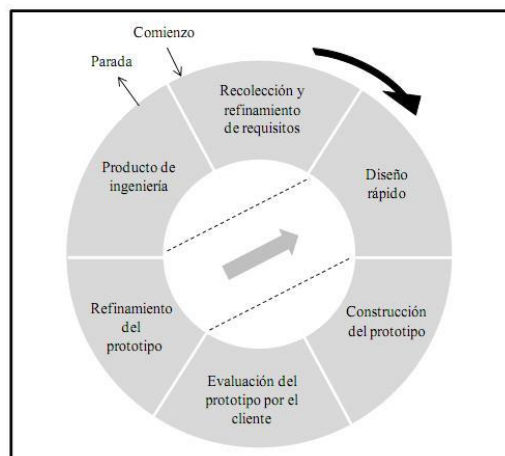 Comienzo
Parada
Recolección y
refinamiento
de requisitos
Diseño
rápido
Construcción
del prototipo
Evaluación del
prototipo por el
cliente
Refinamiento
del
prototipo
Producto de
ingeniería